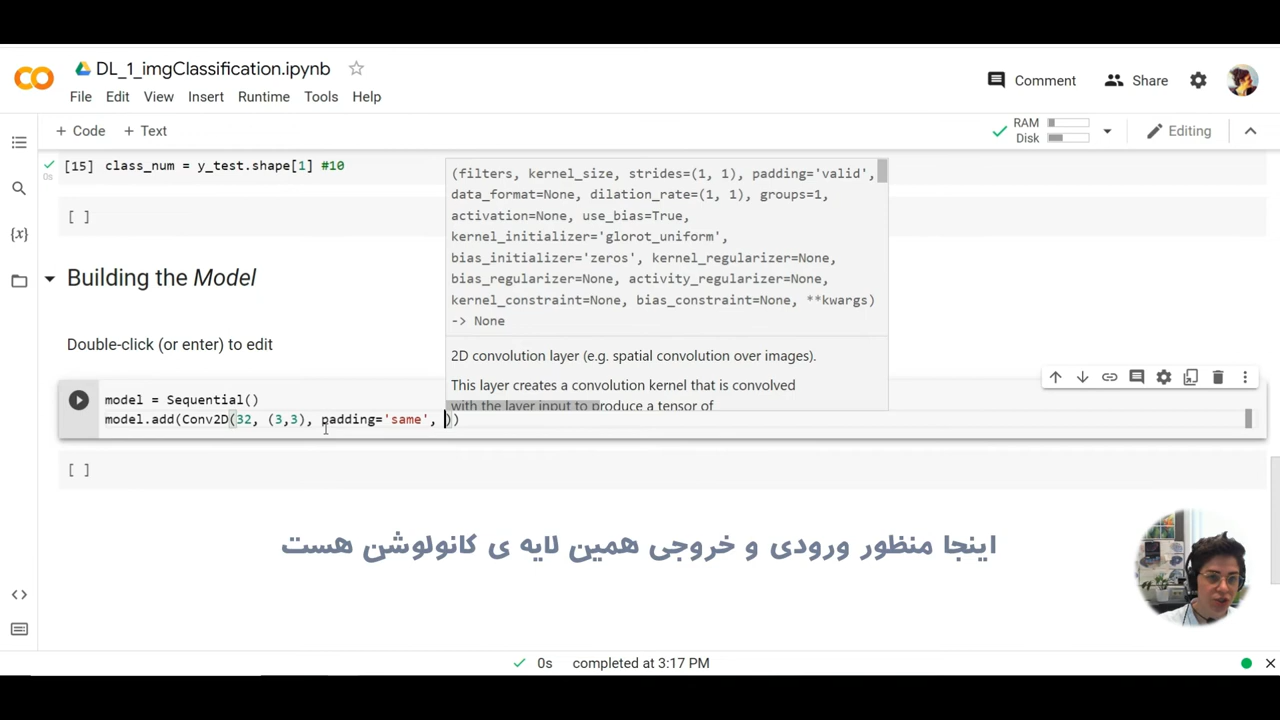 DL_1_imgClassification.ipynb
Comment
Share
File Edit View Insert Runtime Tools Help
+ Code + Text
RAM
Disk
Editing
[15] class_num = y_test.shape[1] #10
0s
[ ]
(filters, kernel_size, strides=(1, 1), padding='valid',
data_format=None, dilation_rate=(1, 1), groups=1,
activation=None, use_bias=True,
kernel_initializer='glorot_uniform',
bias_initializer='zeros', kernel_regularizer=None,
bias_regularizer=None, activity_regularizer=None,
kernel_constraint=None, bias_constraint=None, **kwargs)
-> None
2D convolution layer (e.g. spatial convolution over images).
This layer creates a convolution kernel that is convolved
with the layer input to produce a tensor of
Building the Model
Double-click (or enter) to edit
model = Sequential()
model.add(Conv2D(32, (3,3), padding='same', ))
[ ]
اینجا منظور ورودی و خروجی همین لایه ی کانولوشن هست
0s completed at 3:17 PM